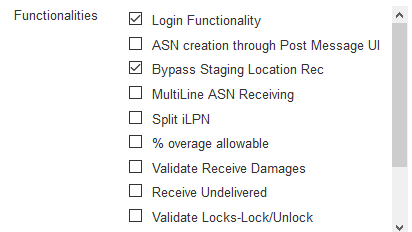 Functionalities
Login Functionality
ASN creation through Post Message UI
Bypass Staging Location Rec
MultiLine ASN Receiving
Split iLPN
% overage allowable
Validate Receive Damages
Receive Undelivered
Validate Locks-Lock/Unlock